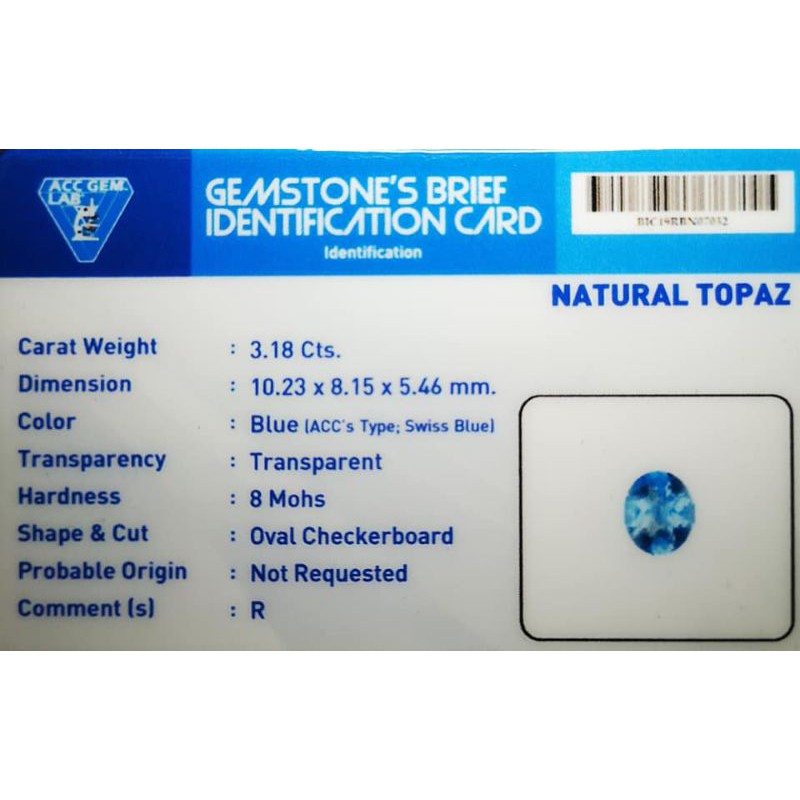 ACC GEM.
LAB
GEMSTONE'S BRIEF
IDENTIFICATION CARD
Identification
BIC19RBN07032
NATURAL TOPAZ
Carat Weight : 3.18 Cts.
Dimension : 10.23 x 8.15 x 5.46 mm.
Color : Blue (ACC's Type; Swiss Blue)
Transparency : Transparent
Hardness : 8 Mohs
Shape & Cut : Oval Checkerboard
Probable Origin : Not Requested
Comment (s) : R